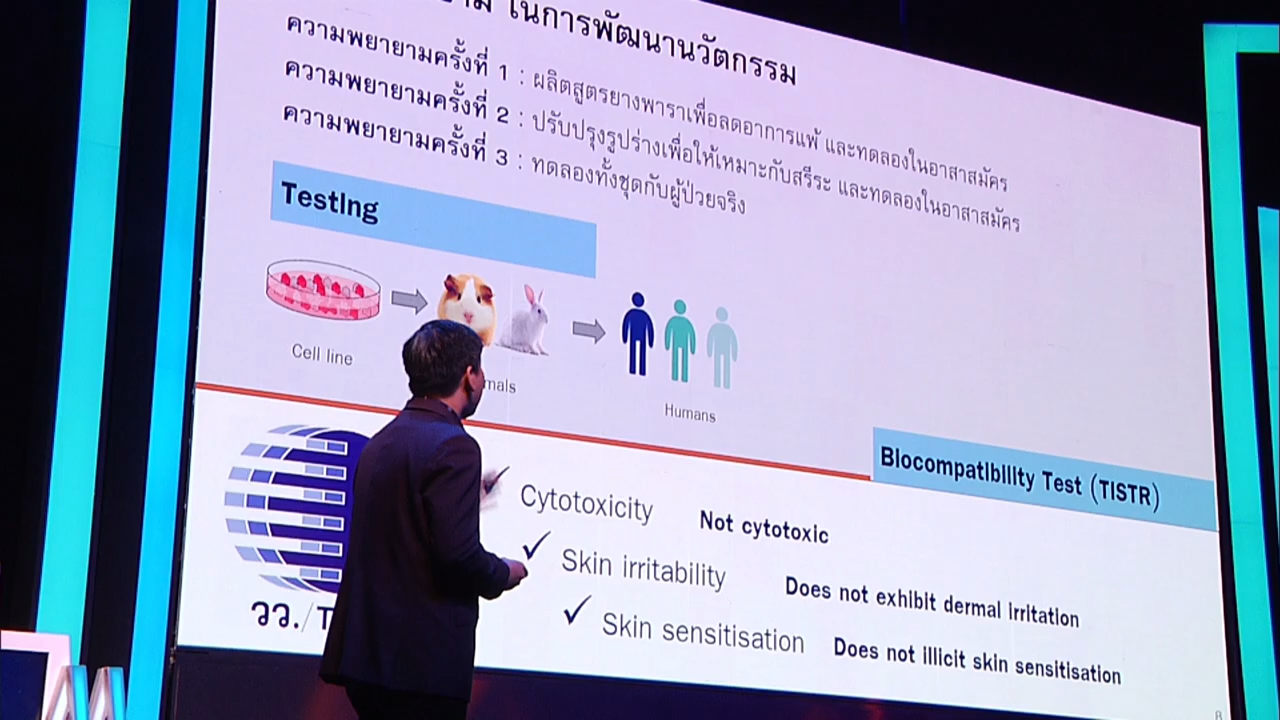 ในการพัฒนานวัตกรรม
ความพยายามครั้งที่ 1 : ผลิตสูตรยางพาราเพื่อลดอาการแพ้ และทดลองในอาสาสมัคร
ความพยายามครั้งที่ 2 : ปรับปรุงรูปร่างเพื่อให้เหมาะกับสรีระ และทดลองในอาสาสมัคร
ความพยายามครั้งที่ 3 : ทดลองทั้งชุดกับผู้ป่วยจริง
Testing
Cell line
mals
Humans
Biocompatibility Test (TISTR)
วว./T
Cytotoxicity Not cytotoxic
Skin irritability Does not exhibit dermal irritation
Skin sensitisation Does not illicit skin sensitisation
8